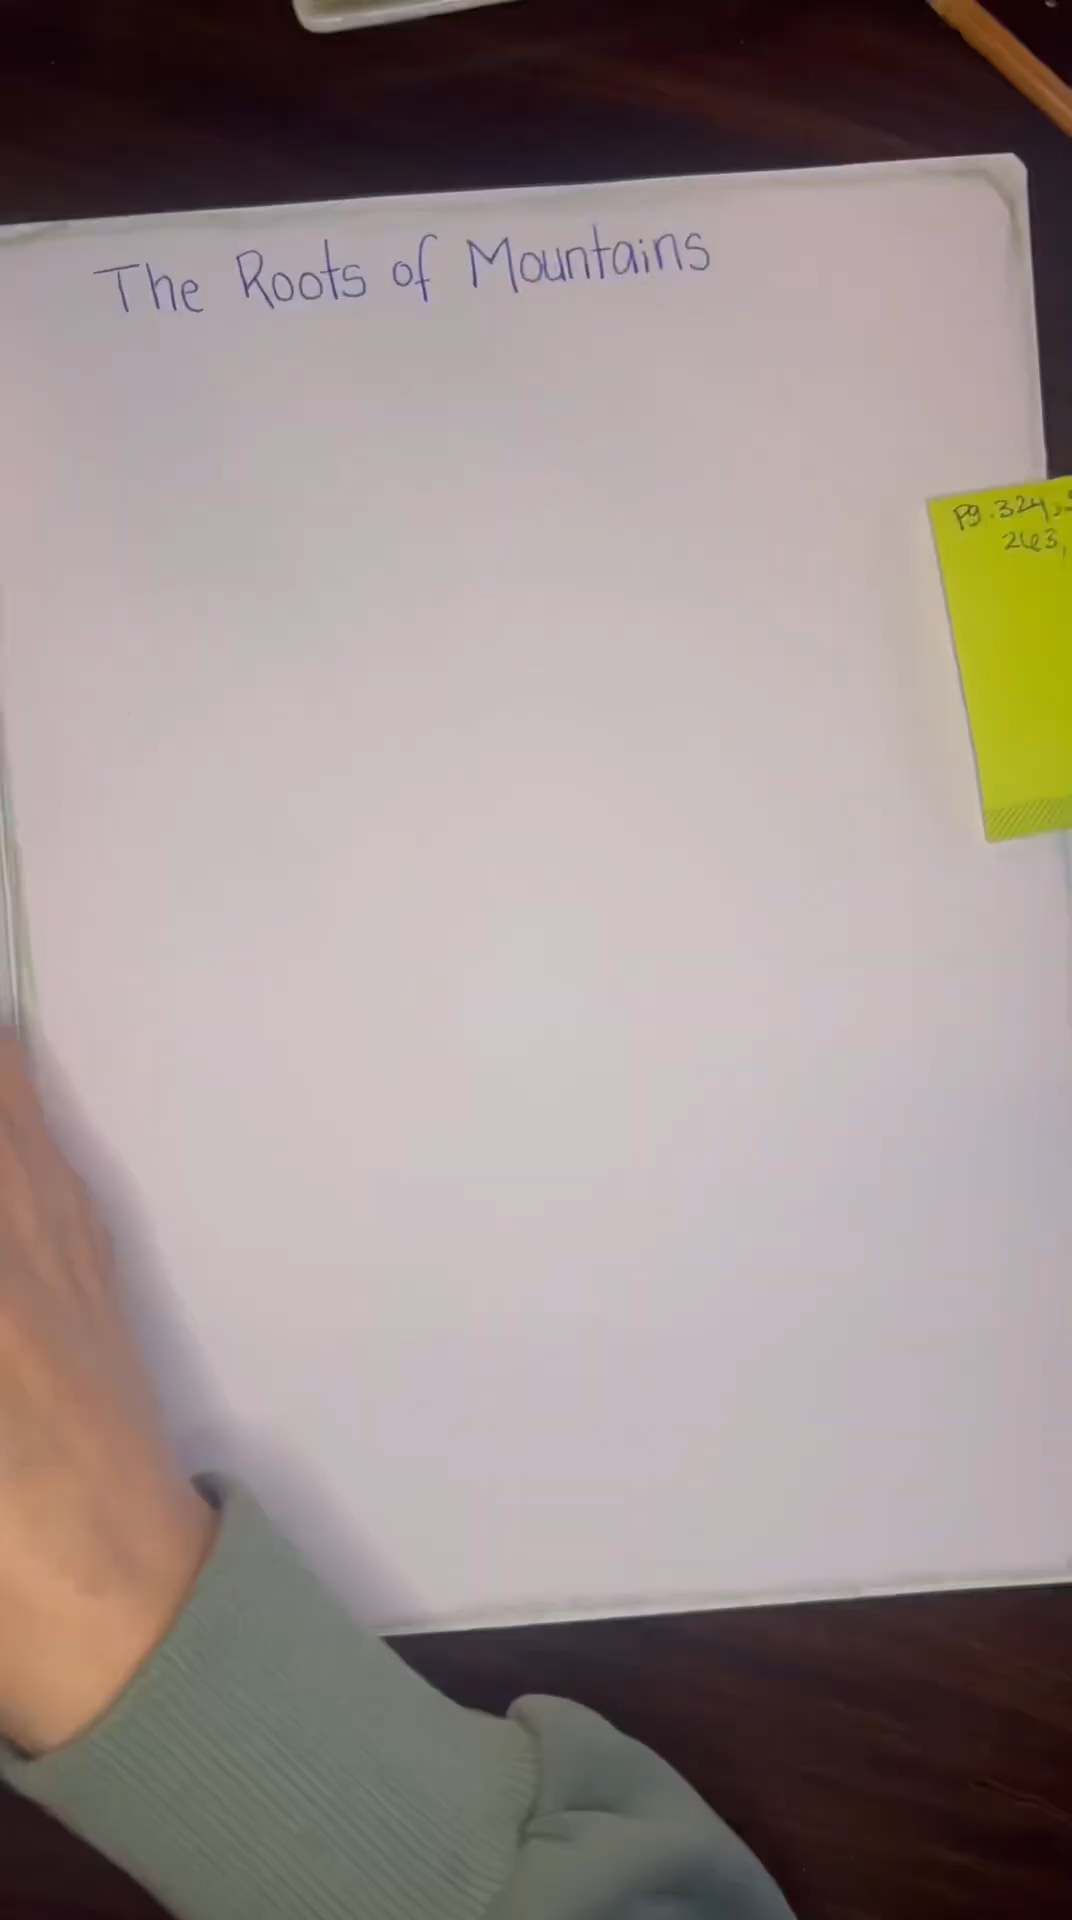 The Roots of Mountains
Pg. 324,
263,